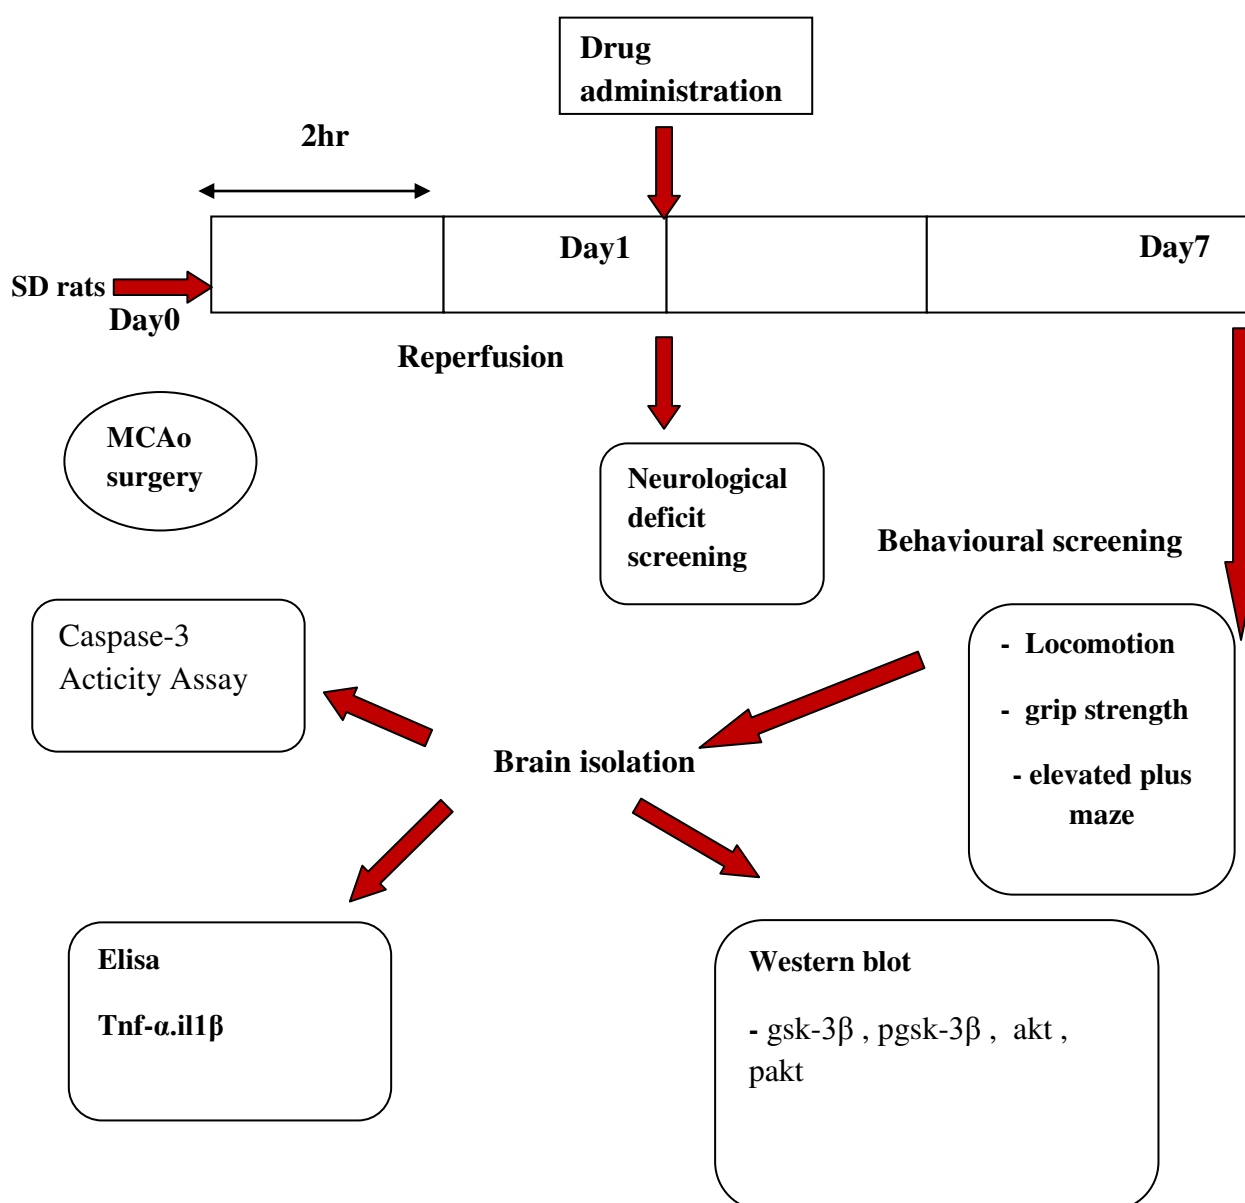 Drug
administration
2hr
Day1
Day7
SD rats
Day0
Reperfusion
MCAo
surgery
Neurological
deficit
screening
Behavioural screening
- Locomotion
- grip strength
- elevated plus
maze
Caspase-3
Acticity Assay
Brain isolation
Elisa
Tnf-α.il1β
Western blot
- gsk-3β , pgsk-3β , akt ,
pakt